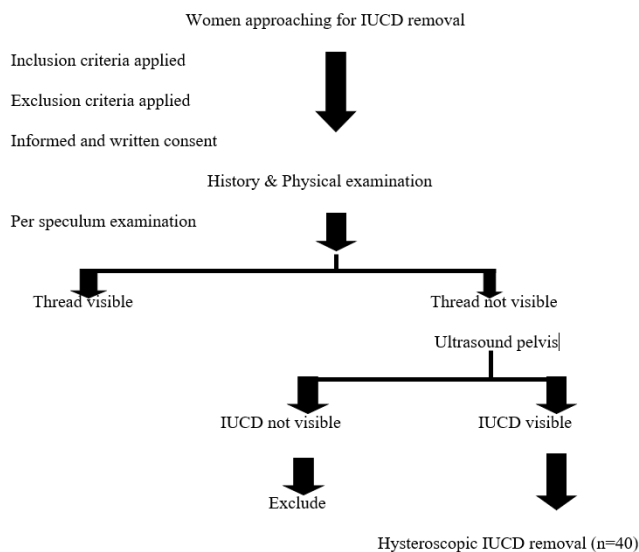 Women approaching for IUCD removal
Inclusion criteria applied
Exclusion criteria applied
Informed and written consent
History & Physical examination
Per speculum examination
Thread visible
Thread not visible
Ultrasound pelvis
IUCD not visible
IUCD visible
Exclude
Hysteroscopic IUCD removal (n=40)